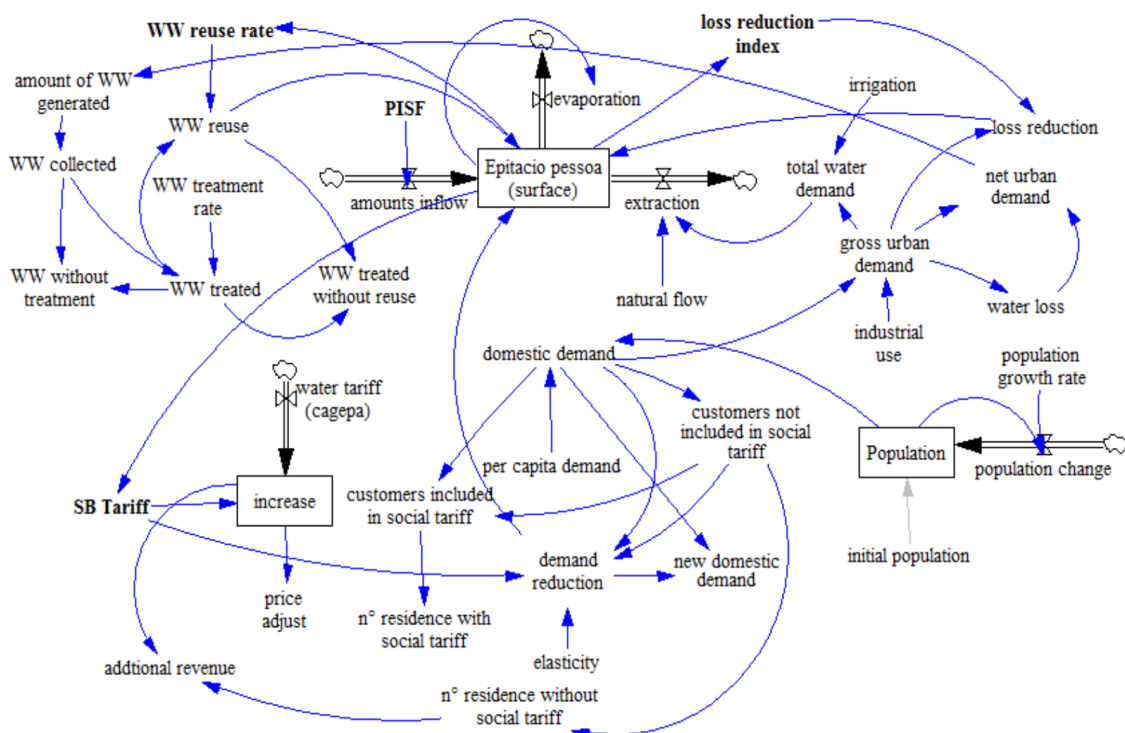 WW reuse rate
loss reduction
index
amount of WW
generated
PISF
evaporation
irrigation
WW reuse
loss reduction
WW collected
Epitacio pessoa
(surface)
total water
demand
net urban
demand
WW treatment
rate
amounts inflow
extraction
gross urban
demand
WW without
treatment
WW treated
WW treated
without reuse
natural flow
water loss
industrial
use
domestic demand
population
growth rate
water tariff
(cagepa)
customers not
included in social
tariff
Population
population change
per capita demand
SB Tariff
increase
customers included
in social tariff
initial population
demand
reduction
new domestic
demand
price
adjust
n° residence with
social tariff
elasticity
addtional revenue
n° residence without
social tariff